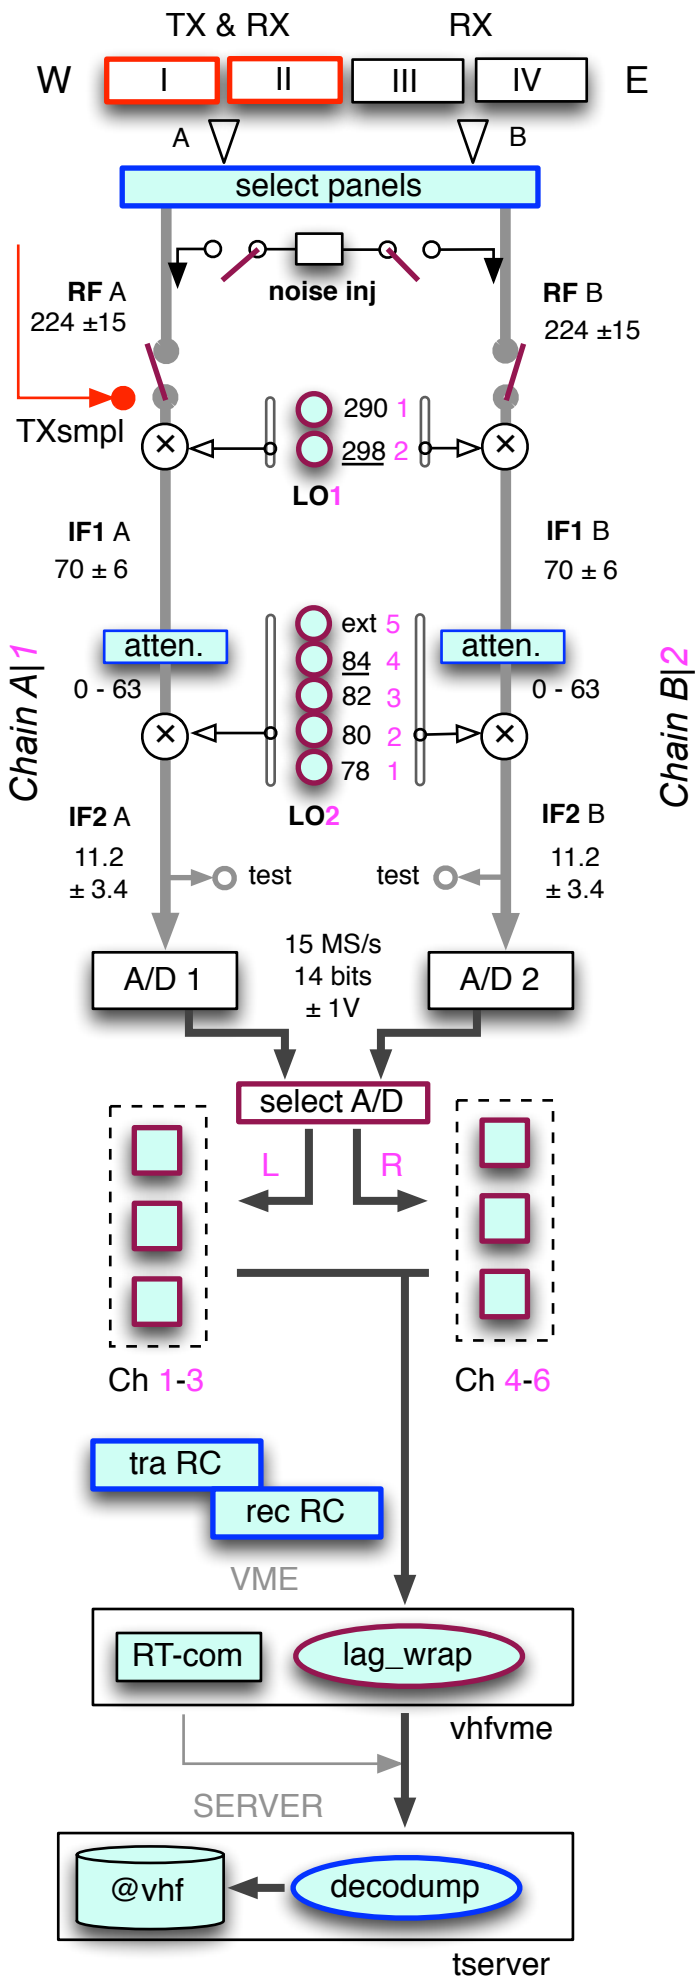 TX & RX RX
W I II III IV E
A B
select panels
noise inj
RF A
224 ±15
RF B
224 ±15
TXsmpl
290 1
298 2
LO1
IF1 A
70 ± 6
IF1 B
70 ± 6
Chain A|1
Chain B|2
atten.
0 - 63
atten.
0 - 63
ext 5
84 4
82 3
80 2
78 1
LO2
IF2 A
11.2
± 3.4
IF2 B
11.2
± 3.4
test
test
A/D 1
15 MS/s
14 bits
± 1V
A/D 2
select A/D
L R
Ch 1-3
Ch 4-6
tra RC
rec RC
VME
RT-com
lag_wrap
vhfvme
SERVER
@vhf
decodump
tserver